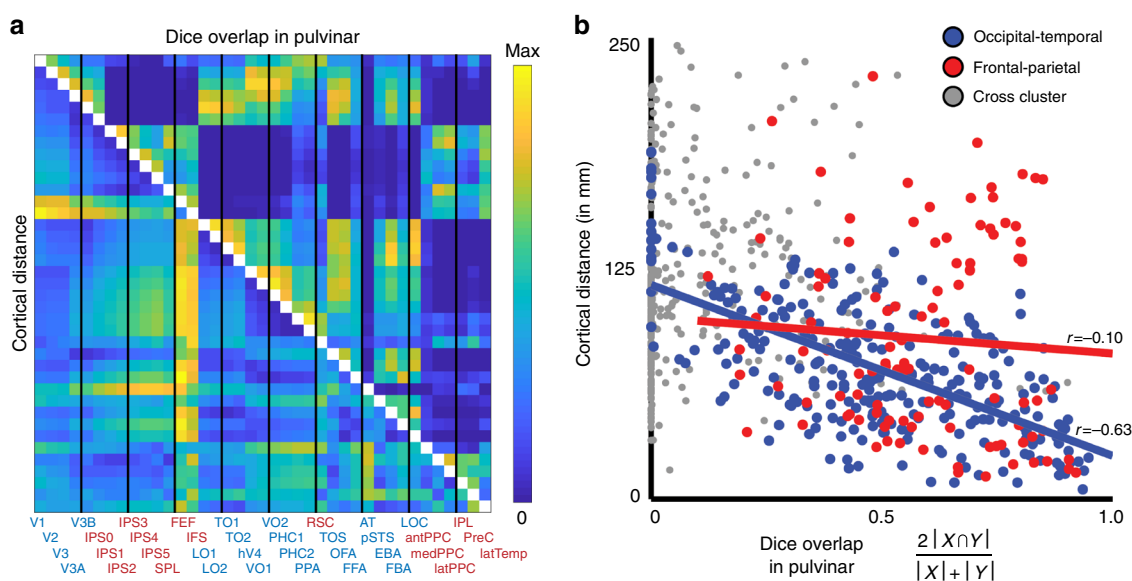 a
Dice overlap in pulvinar
Max
Cortical distance
0
V1 V3B IPS3 FEF TO1 VO2 RSC AT LOC IPL
V2 IPS0 IPS4 IFS TO2 PHC1 TOS pSTS antPPC PreC
V3 IPS1 IPS5 LO1 hV4 PHC2 OFA EBA medPPC latTemp
V3A IPS2 SPL LO2 VO1 PPA FFA FBA latPPC
b
250
Occipital-temporal
Frontal-parietal
Cross cluster
Cortical distance (in mm)
125
r=–0.10
r=–0.63
0
0 0.5 1.0
Dice overlap
in pulvinar
2|X∩Y|
|X|+|Y|